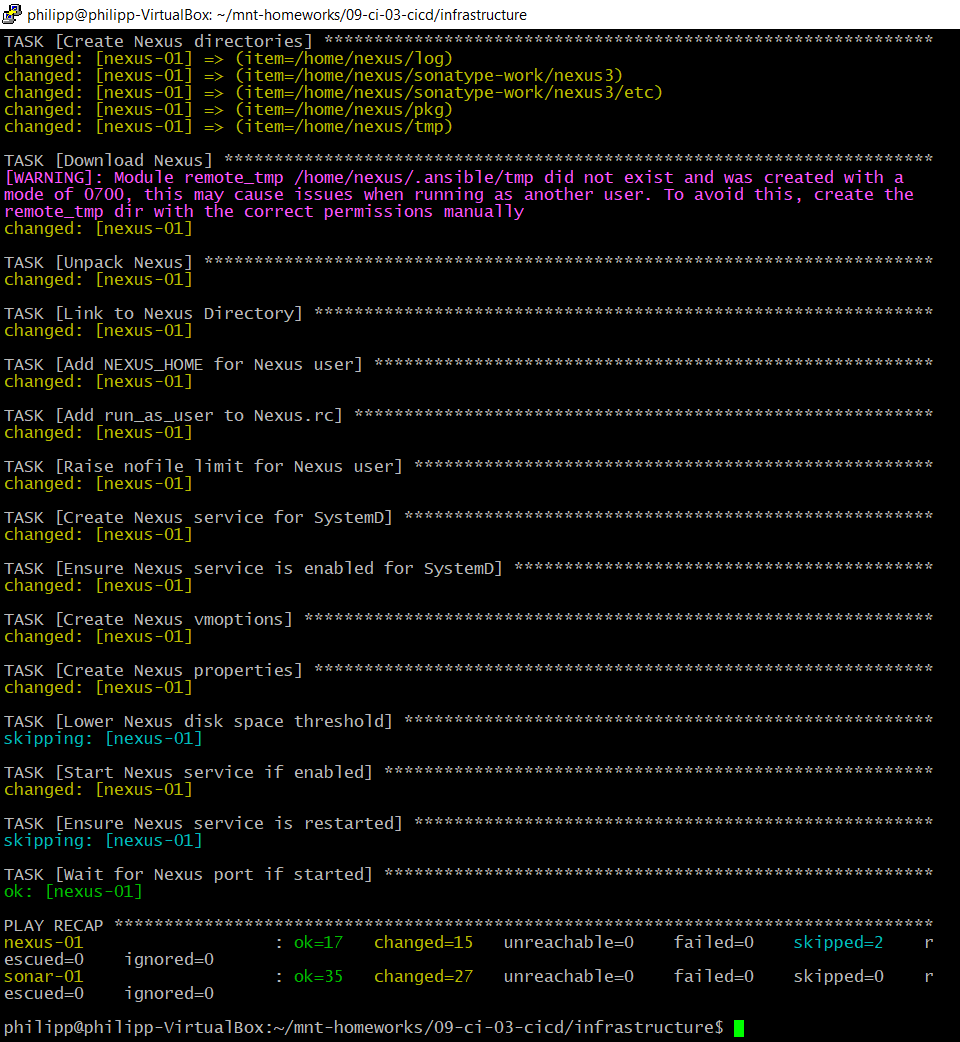 philipp@philipp-VirtualBox: ~/mnt-homeworks/09-ci-03-cicd/infrastructure
TASK [Create Nexus directories] *************************************************************
changed: [nexus-01] => (item=/home/nexus/log)
changed: [nexus-01] => (item=/home/nexus/sonatype-work/nexus3)
changed: [nexus-01] => (item=/home/nexus/sonatype-work/nexus3/etc)
changed: [nexus-01] => (item=/home/nexus/pkg)
changed: [nexus-01] => (item=/home/nexus/tmp)
TASK [Download Nexus] ***********************************************************************
[WARNING]: Module remote_tmp /home/nexus/.ansible/tmp did not exist and was created with a
mode of 0700, this may cause issues when running as another user. To avoid this, create the
remote_tmp dir with the correct permissions manually
changed: [nexus-01]
TASK [Unpack Nexus] *************************************************************************
changed: [nexus-01]
TASK [Link to Nexus Directory] **************************************************************
changed: [nexus-01]
TASK [Add NEXUS_HOME for Nexus user] ********************************************************
changed: [nexus-01]
TASK [Add run_as_user to Nexus.rc] **********************************************************
changed: [nexus-01]
TASK [Raise nofile limit for Nexus user] ****************************************************
changed: [nexus-01]
TASK [Create Nexus service for SystemD] *****************************************************
changed: [nexus-01]
TASK [Ensure Nexus service is enabled for SystemD] ******************************************
changed: [nexus-01]
TASK [Create Nexus vmoptions] ***************************************************************
changed: [nexus-01]
TASK [Create Nexus properties] **************************************************************
changed: [nexus-01]
TASK [Lower Nexus disk space threshold] *****************************************************
skipping: [nexus-01]
TASK [Start Nexus service if enabled] *******************************************************
changed: [nexus-01]
TASK [Ensure Nexus service is restarted] ****************************************************
skipping: [nexus-01]
TASK [Wait for Nexus port if started] *******************************************************
ok: [nexus-01]
PLAY RECAP **********************************************************************************
nexus-01                   : ok=17   changed=15   unreachable=0    failed=0    skipped=2    r
escued=0    ignored=0
sonar-01                   : ok=35   changed=27   unreachable=0    failed=0    skipped=0    r
escued=0    ignored=0
philipp@philipp-VirtualBox:~/mnt-homeworks/09-ci-03-cicd/infrastructure$